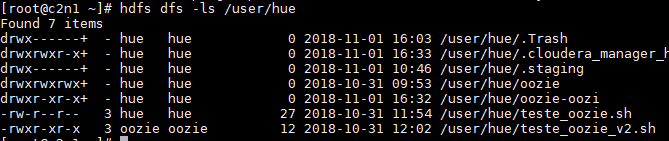 [root@c2n1 ~]# hdfs dfs -ls /user/hue
Found 7 items
drwx------+  - hue   hue          0 2018-11-01 16:03 /user/hue/.Trash
drwxrwxr-x+  - hue   hue          0 2018-11-01 16:33 /user/hue/.cloudera_manager_h
drwx------+  - hue   hue          0 2018-11-01 10:46 /user/hue/.staging
drwxrwxrwx+  - hue   hue          0 2018-10-31 09:53 /user/hue/oozie
drwxr-xr-x+  - hue   hue          0 2018-11-01 16:32 /user/hue/oozie-oozi
-rw-r--r--   3 hue   hue         27 2018-10-31 11:54 /user/hue/teste_oozie.sh
-rwxr-xr-x   3 oozie oozie       12 2018-10-31 12:02 /user/hue/teste_oozie_v2.sh